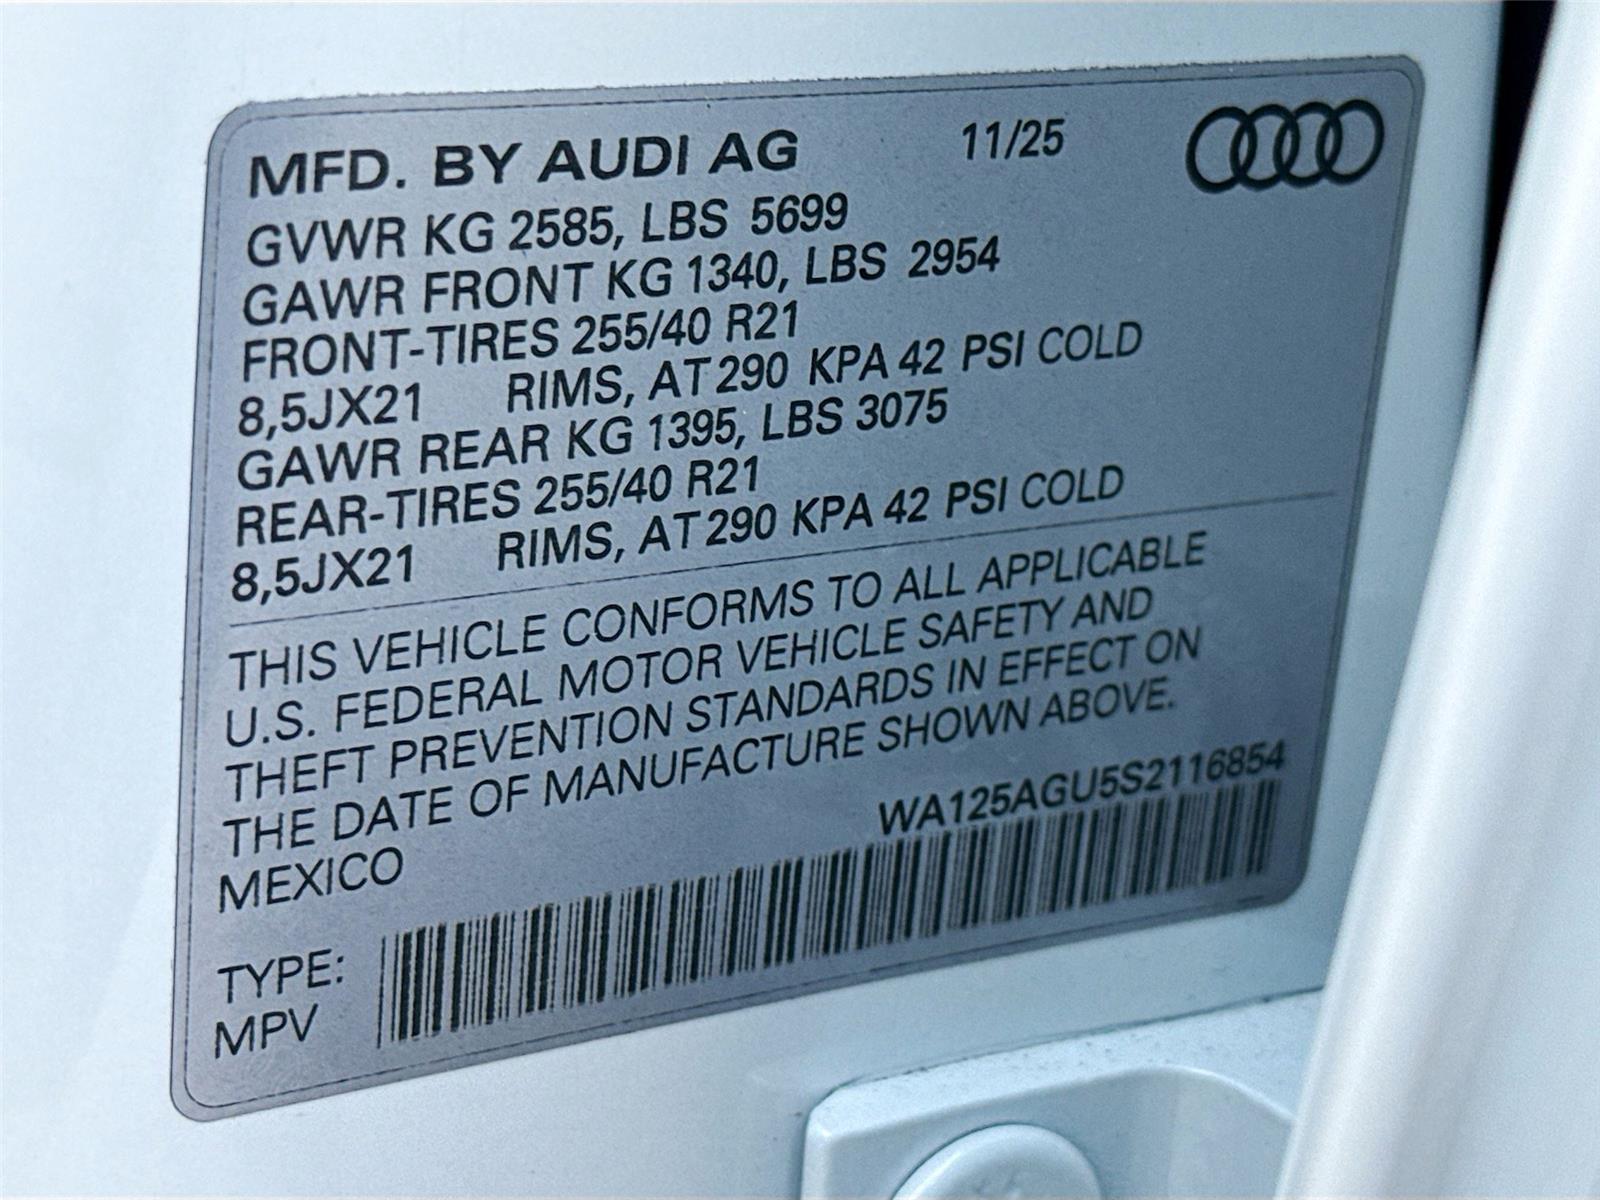 MFD. BY AUDI AG 11/25
GVWR KG 2585, LBS 5699
GAWR FRONT KG 1340, LBS 2954
FRONT-TIRES 255/40 R21
8,5JX21 RIMS, AT 290 KPA 42 PSI COLD
GAWR REAR KG 1395, LBS 3075
REAR-TIRES 255/40 R21
8,5JX21 RIMS, AT 290 KPA 42 PSI COLD
THIS VEHICLE CONFORMS TO ALL APPLICABLE
U.S. FEDERAL MOTOR VEHICLE SAFETY AND
THEFT PREVENTION STANDARDS IN EFFECT ON
THE DATE OF MANUFACTURE SHOWN ABOVE.
MEXICO
WA125AGU5S2116854
TYPE:
MPV